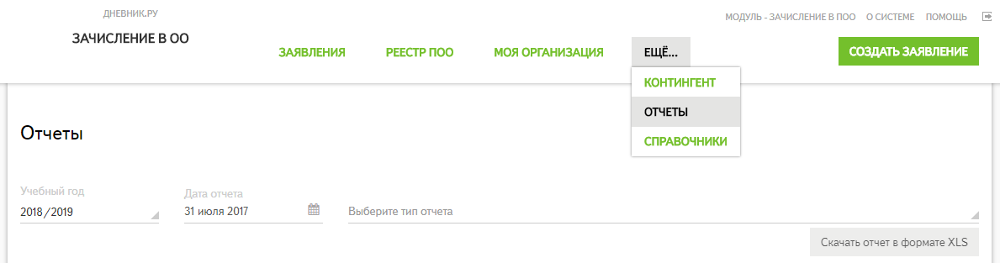 ДНЕВНИК.РУ
МОДУЛЬ - ЗАЧИСЛЕНИЕ В ПОО О СИСТЕМЕ ПОМОЩЬ
ЗАЧИСЛЕНИЕ В ОО
ЗАЯВЛЕНИЯ РЕЕСТР ПОО МОЯ ОРГАНИЗАЦИЯ ЕЩЁ... СОЗДАТЬ ЗАЯВЛЕНИЕ
КОНТИНГЕНТ
ОТЧЕТЫ
СПРАВОЧНИКИ
Отчеты
Учебный год Дата отчета
2018/2019 31 июля 2017 Выберите тип отчета
Скачать отчет в формате XLS